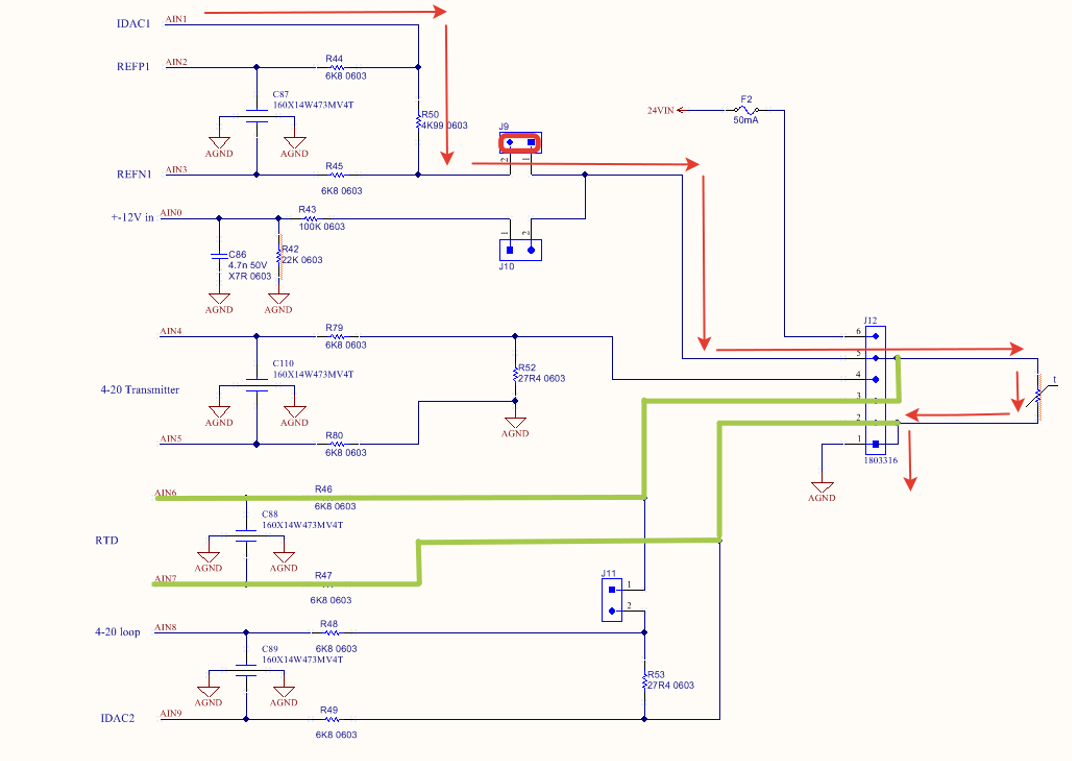 IDAC1 AIN1
REFP1 AIN2 R44
6K8 0603
C87
160X14W473MV4T
AGND AGND
R50
4K99 0603
REFN1 AIN3 R45
6K8 0603
J9
2 1
24VIN F2
50mA
+-12V in AIN0 R43
100K 0603
C86
4.7n 50V
X7R 0603
R42
22K 0603
AGND AGND
1 2
J10
AIN4 R79
6K8 0603
C110
160X14W473MV4T
4-20 Transmitter
AGND AGND
R52
27R4 0603
AGND
AIN5 R80
6K8 0603
J12
6
5
4
3
2
1
1803316
AGND
t
AIN6 R46
6K8 0603
C88
160X14W473MV4T
RTD
AGND AGND
AIN7 R47
6K8 0603
J11
1
2
4-20 loop AIN8 R48
6K8 0603
C89
160X14W473MV4T
AGND AGND
R53
27R4 0603
IDAC2 AIN9 R49
6K8 0603